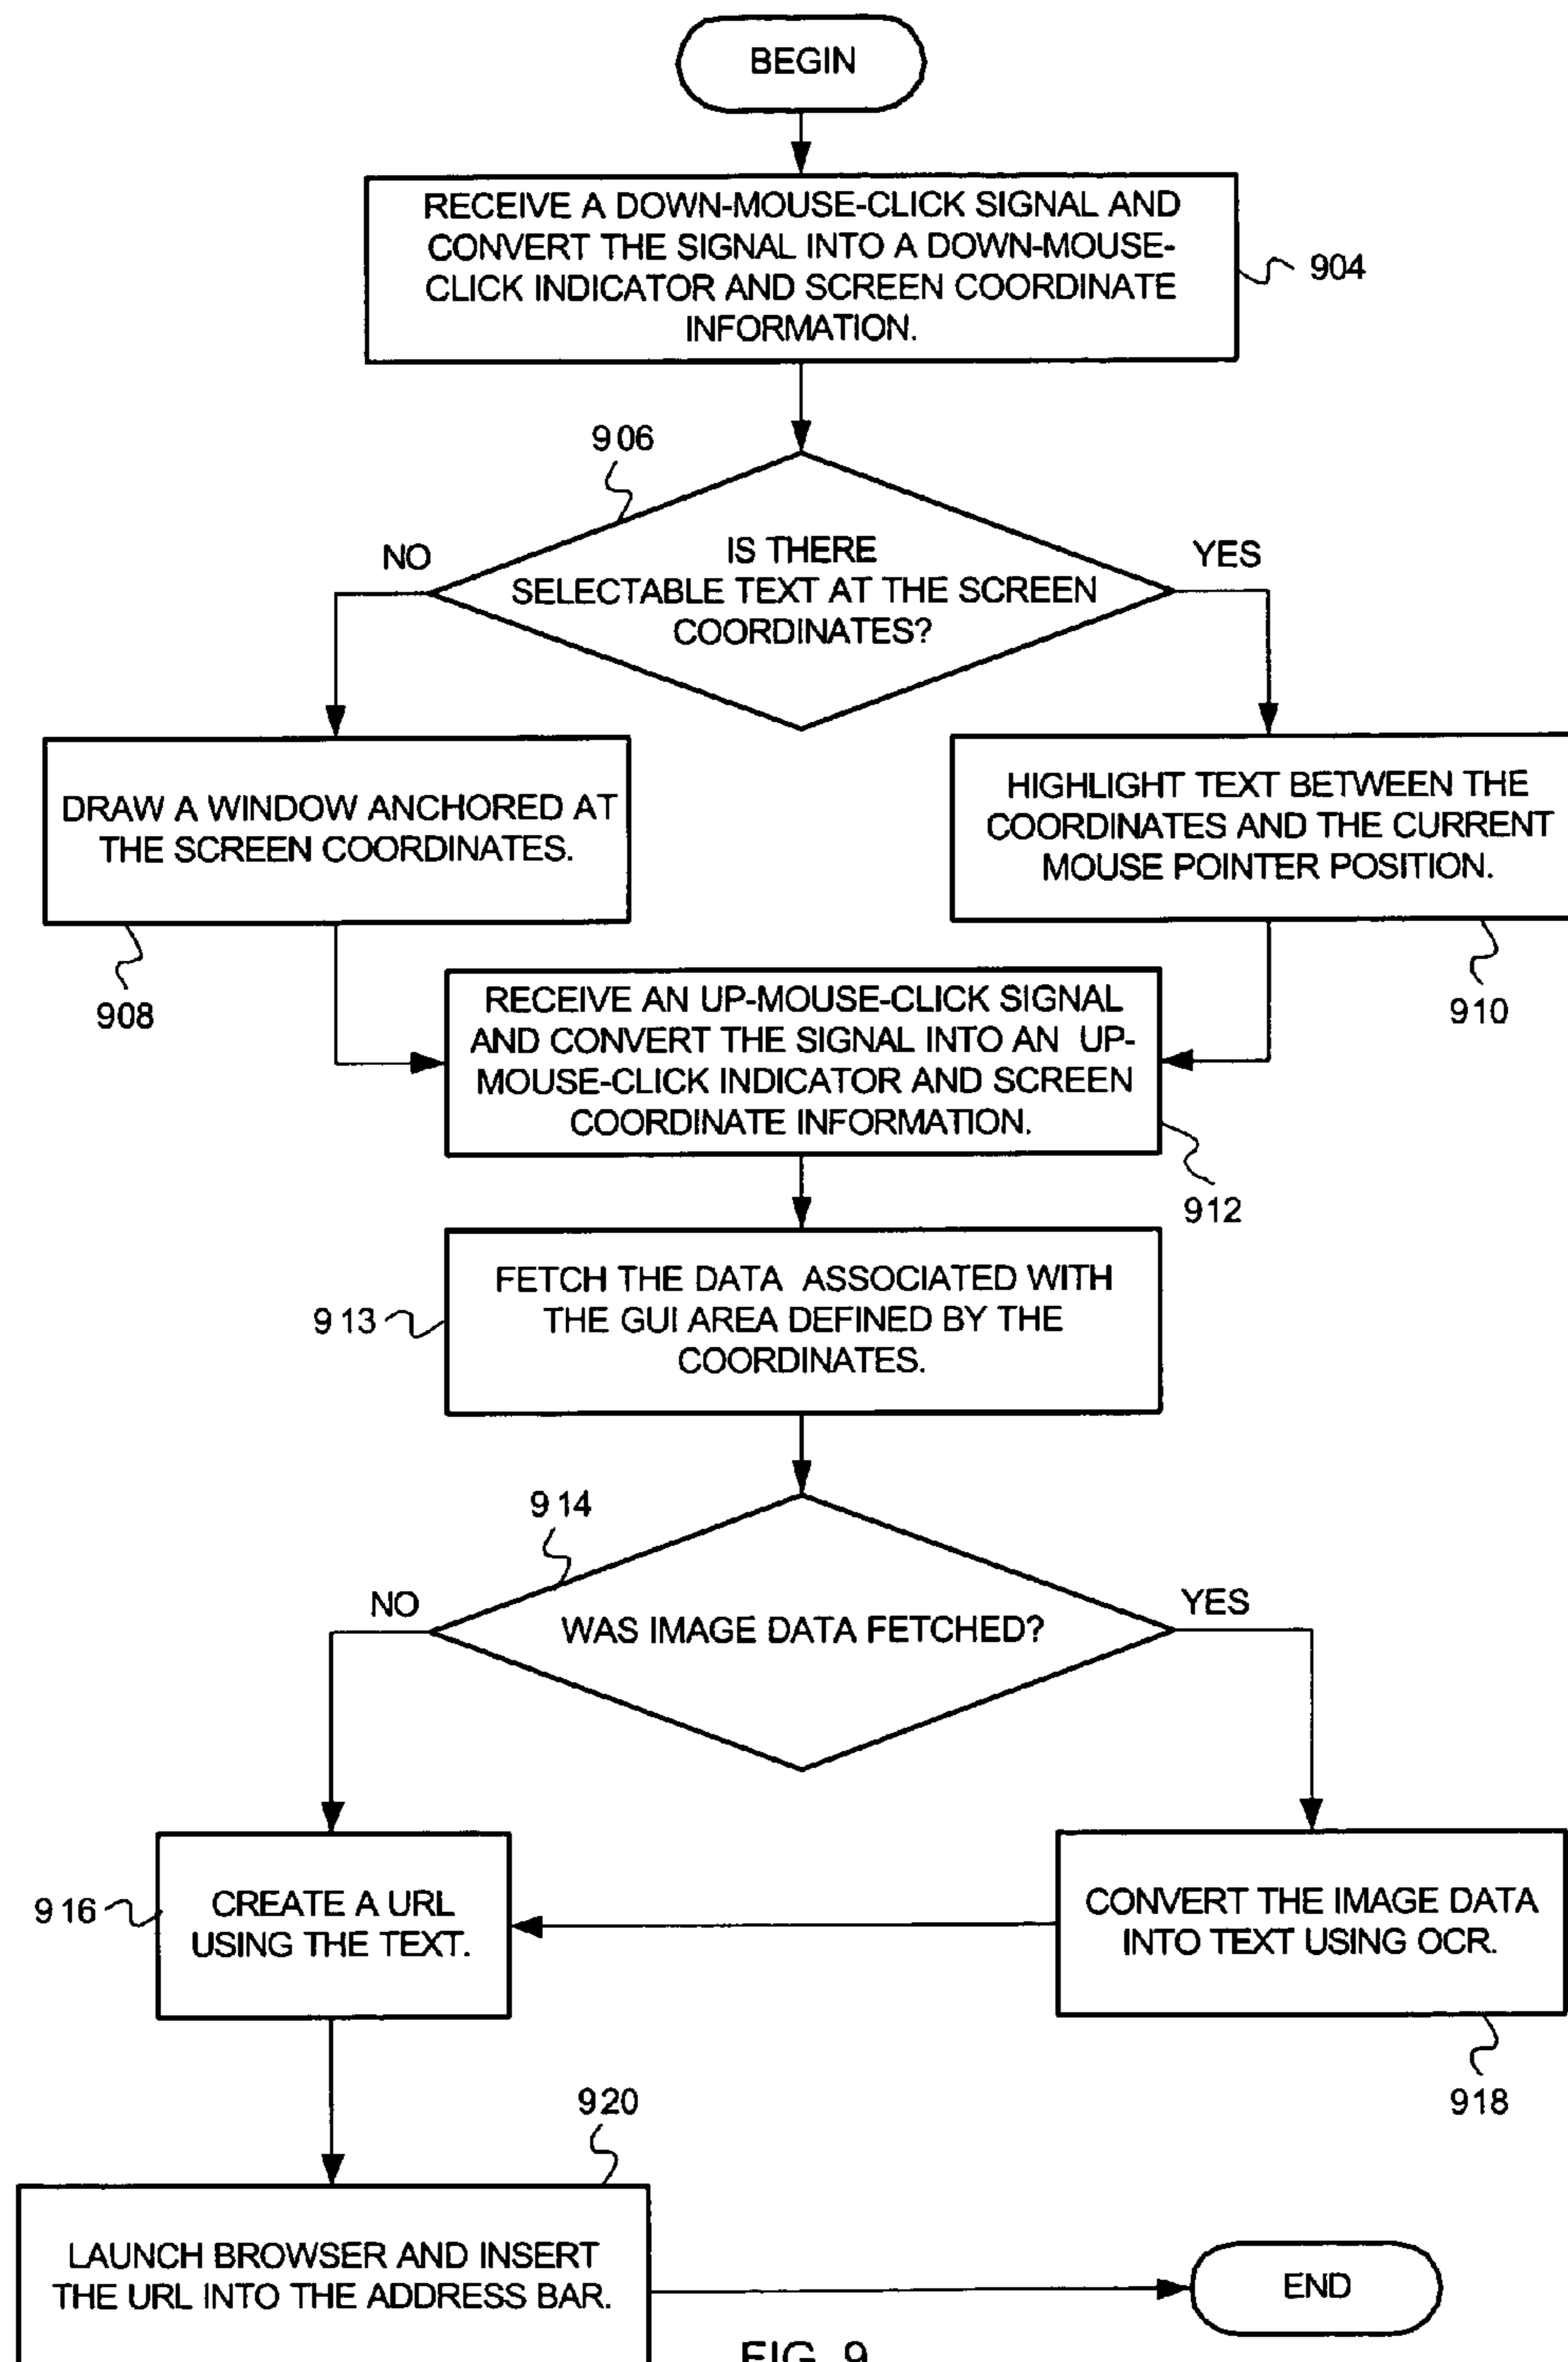 BEGIN
RECEIVE A DOWN-MOUSE-CLICK SIGNAL AND
CONVERT THE SIGNAL INTO A DOWN-MOUSE-
CLICK INDICATOR AND SCREEN COORDINATE
INFORMATION.
904
906
NO
IS THERE
SELECTABLE TEXT AT THE SCREEN
COORDINATES?
YES
DRAW A WINDOW ANCHORED AT
THE SCREEN COORDINATES.
908
HIGHLIGHT TEXT BETWEEN THE
COORDINATES AND THE CURRENT
MOUSE POINTER POSITION.
910
RECEIVE AN UP-MOUSE-CLICK SIGNAL
AND CONVERT THE SIGNAL INTO AN UP-
MOUSE-CLICK INDICATOR AND SCREEN
COORDINATE INFORMATION.
912
FETCH THE DATA ASSOCIATED WITH
THE GUI AREA DEFINED BY THE
COORDINATES.
913
914
NO
WAS IMAGE DATA FETCHED?
YES
916
CREATE A URL
USING THE TEXT.
CONVERT THE IMAGE DATA
INTO TEXT USING OCR.
918
920
LAUNCH BROWSER AND INSERT
THE URL INTO THE ADDRESS BAR.
END
FIG. 9